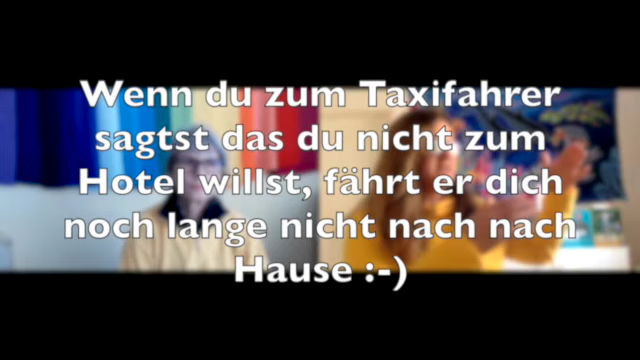 Wenn du zum Taxifahrer
sagtst das du nicht zum
Hotel willst, fährt er dich
noch lange nicht nach nach
Hause :-)